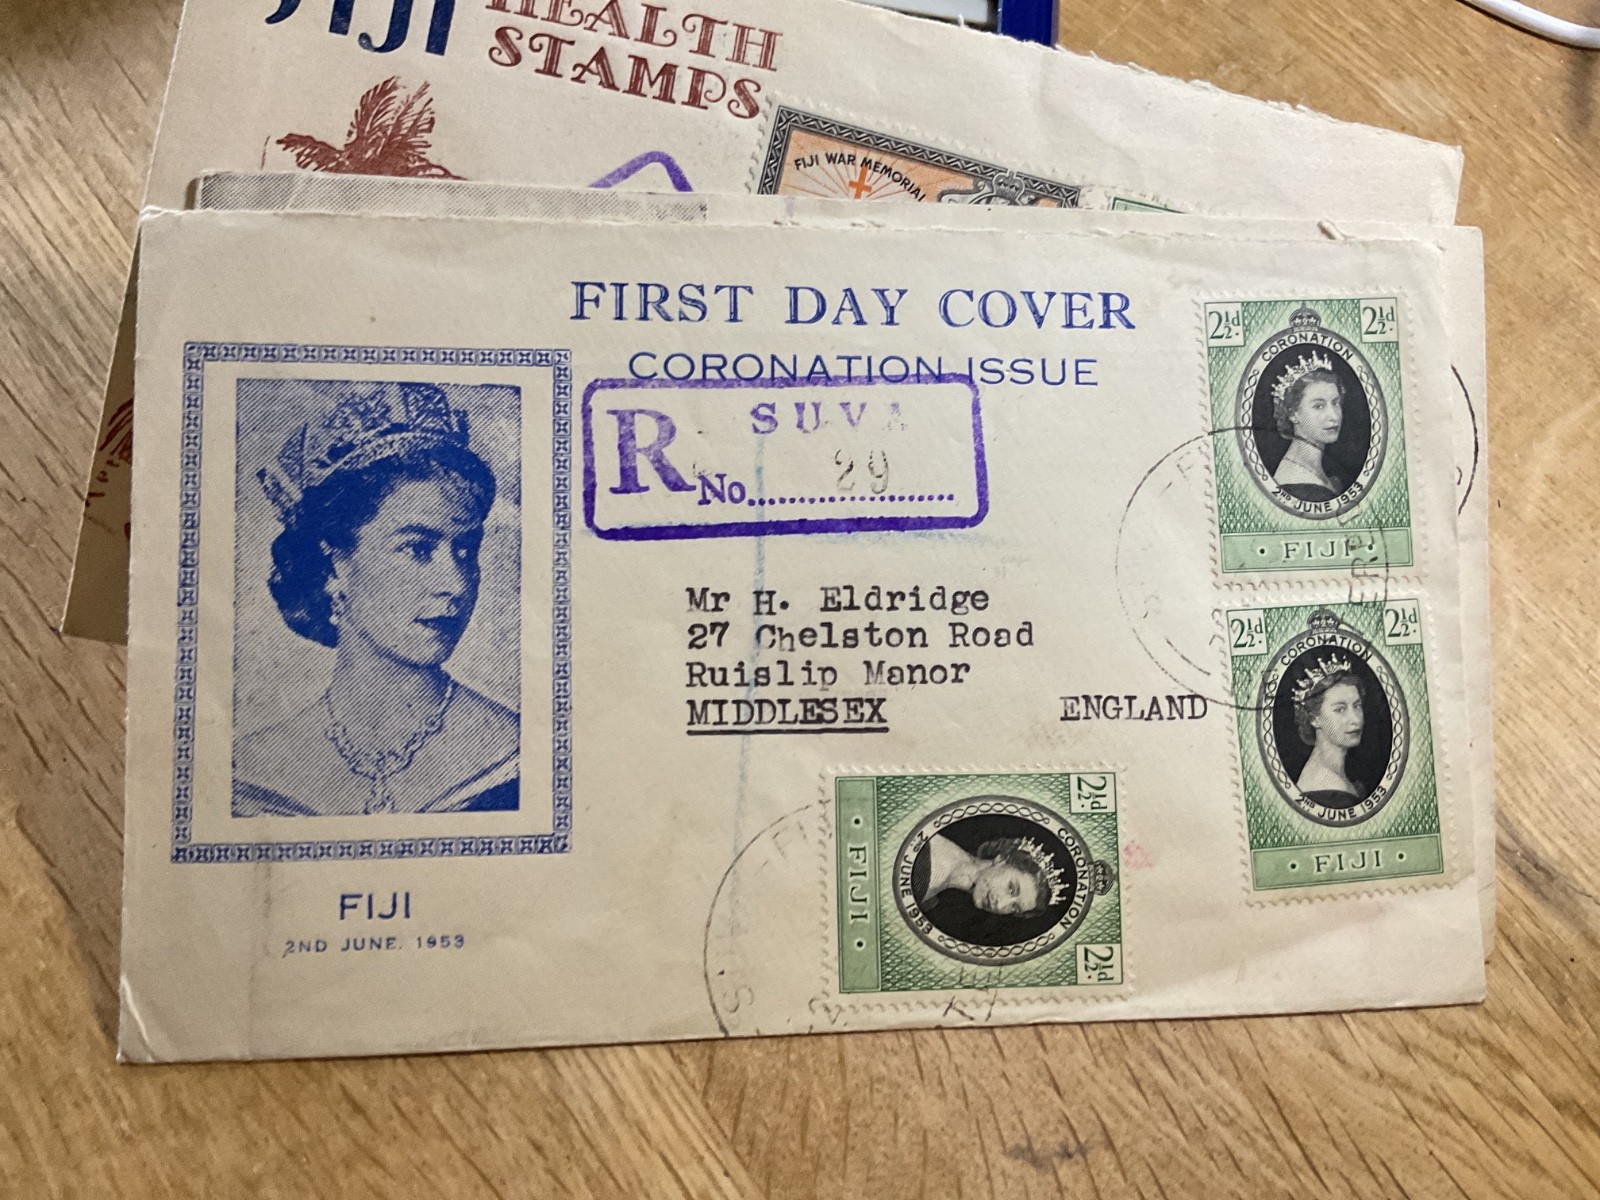 FIJI HEALTH
STAMPS
FIJI WAR MEMORIAL
FIRST DAY COVER
CORONATION ISSUE
R SUVA
No. 29
Mr H. Eldridge
27 Chelston Road
Ruislip Manor
MIDDLESEX ENGLAND
FIJI
2ND JUNE, 1953
2½d 2½d
CORONATION
2ND JUNE 1953
· FIJI ·
2½d 2½d
CORONATION
2ND JUNE 1953
· FIJI ·
2½d 2½d
CORONATION
2ND JUNE 1953
· FIJI ·